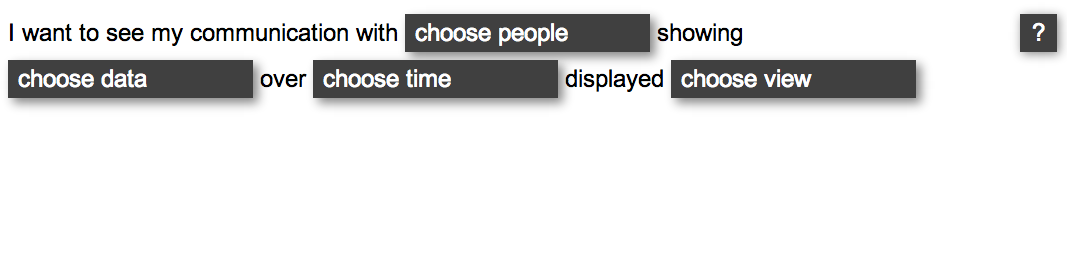 I want to see my communication with choose people showing ?
choose data over choose time displayed choose view